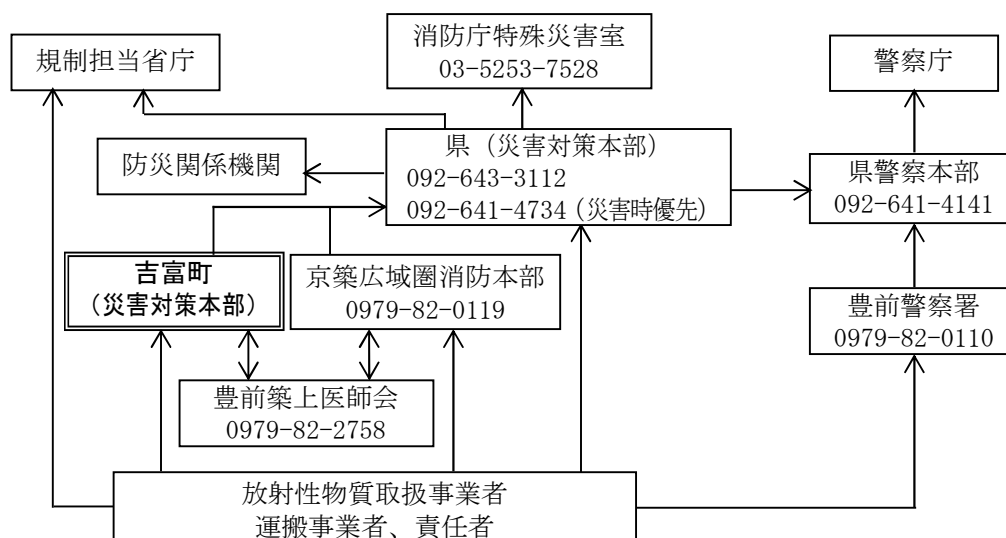 消防庁特殊災害室
03-5253-7528
規制担当省庁
警察庁
県（災害対策本部）
092-643-3112
092-641-4734（災害時優先）
防災関係機関
県警察本部
092-641-4141
吉富町
（災害対策本部）
京築広域圏消防本部
0979-82-0119
豊前警察署
0979-82-0110
豊前築上医師会
0979-82-2758
放射性物質取扱事業者
運搬事業者、責任者